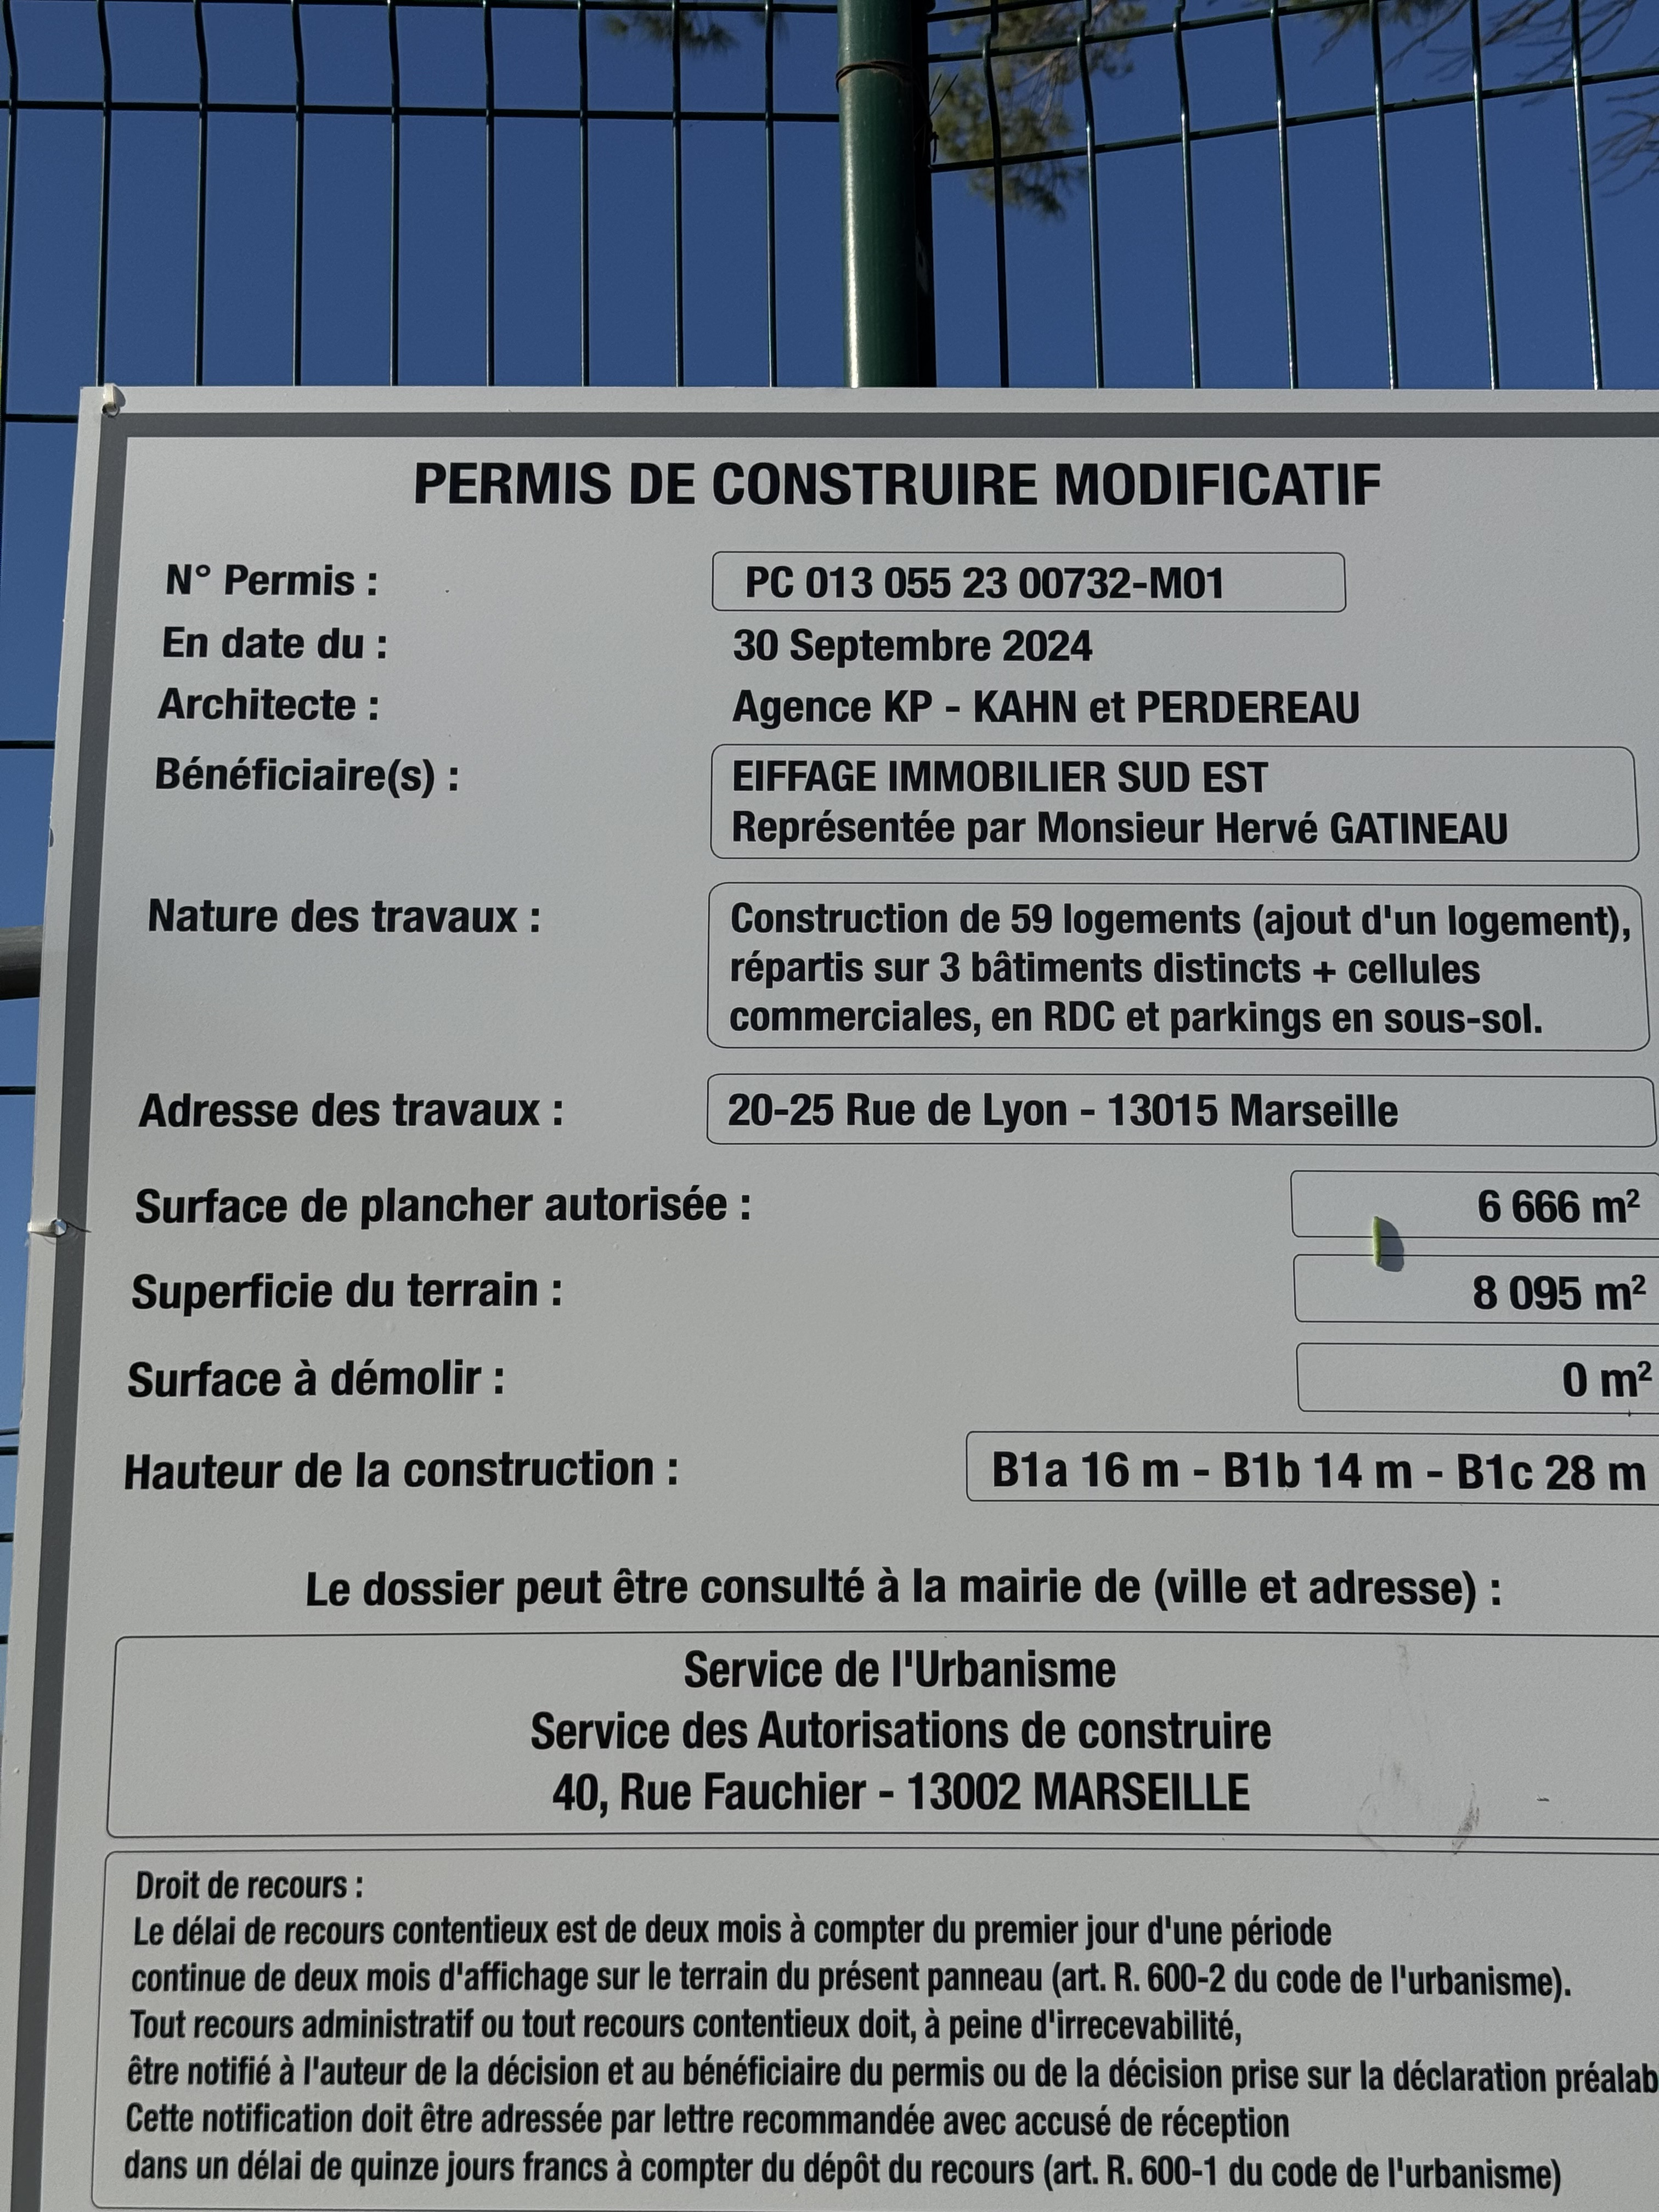 PERMIS DE CONSTRUIRE MODIFICATIF
N° Permis : PC 013 055 23 00732-M01
En date du : 30 Septembre 2024
Architecte : Agence KP - KAHN et PERDEREAU
Bénéficiaire(s) : EIFFAGE IMMOBILIER SUD EST
Représentée par Monsieur Hervé GATINEAU
Nature des travaux : Construction de 59 logements (ajout d'un logement),
répartis sur 3 bâtiments distincts + cellules
commerciales, en RDC et parkings en sous-sol.
Adresse des travaux : 20-25 Rue de Lyon - 13015 Marseille
Surface de plancher autorisée : 6 666 m²
Superficie du terrain : 8 095 m²
Surface à démolir : 0 m²
Hauteur de la construction : B1a 16 m - B1b 14 m - B1c 28 m
Le dossier peut être consulté à la mairie de (ville et adresse) :
Service de l'Urbanisme
Service des Autorisations de construire
40, Rue Fauchier - 13002 MARSEILLE
Droit de recours :
Le délai de recours contentieux est de deux mois à compter du premier jour d'une période
continue de deux mois d'affichage sur le terrain du présent panneau (art. R. 600-2 du code de l'urbanisme).
Tout recours administratif ou tout recours contentieux doit, à peine d'irrecevabilité,
être notifié à l'auteur de la décision et au bénéficiaire du permis ou de la décision prise sur la déclaration préalab
Cette notification doit être adressée par lettre recommandée avec accusé de réception
dans un délai de quinze jours francs à compter du dépôt du recours (art. R. 600-1 du code de l'urbanisme)